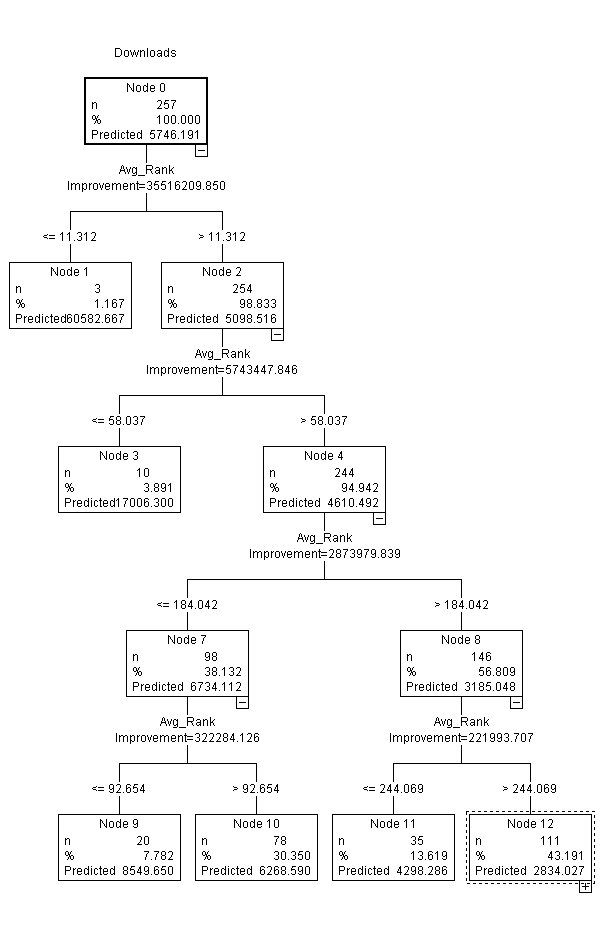 Downloads
Node 0
n 257
% 100.000
Predicted 5746.191
Avg_Rank
Improvement=35516209.850
<= 11.312 > 11.312
Node 1
n 3
% 1.167
Predicted60582.667
Node 2
n 254
% 98.833
Predicted 5098.516
Avg_Rank
Improvement=5743447.846
<= 58.037 > 58.037
Node 3
n 10
% 3.891
Predicted17006.300
Node 4
n 244
% 94.942
Predicted 4610.492
Avg_Rank
Improvement=2873979.839
<= 184.042 > 184.042
Node 7
n 98
% 38.132
Predicted 6734.112
Node 8
n 146
% 56.809
Predicted 3185.048
Avg_Rank
Improvement=322284.126
Avg_Rank
Improvement=221993.707
<= 92.654 > 92.654 <= 244.069 > 244.069
Node 9
n 20
% 7.782
Predicted 8549.650
Node 10
n 78
% 30.350
Predicted 6268.590
Node 11
n 35
% 13.619
Predicted 4298.286
Node 12
n 111
% 43.191
Predicted 2834.027